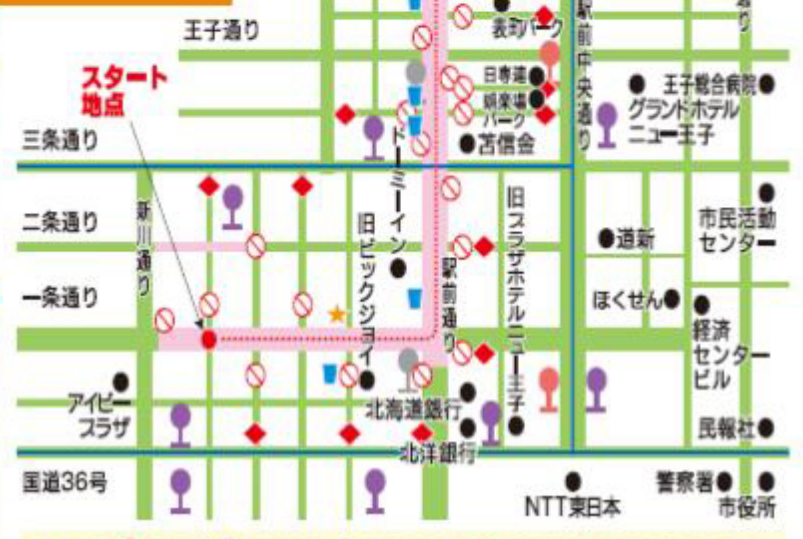 王子通り
スタート
地点
三条通り
二条通り
一条通り
新川通り
アイビー
プラザ
国道36号
表町パーク
日専連
娯楽場
パーク
苫信金
ドーミーイン
旧ビックジョイ
駅前通り
旧プラザホテルニュー王子
北海道銀行
北洋銀行
駅前中央通り
王子総合病院
グランドホテル
ニュー王子
道新
市民活動
センター
ほくせん
経済
センター
ビル
民報社
NTT東日本
警察署
市役所